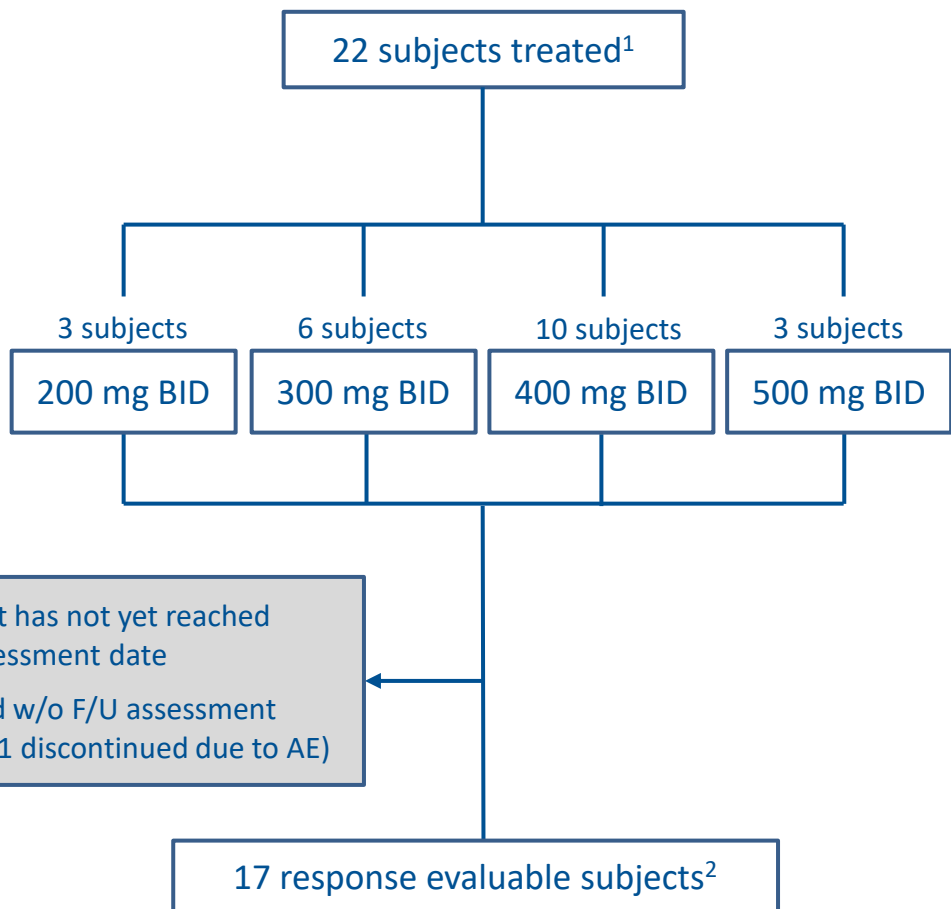 22 subjects treated¹
3 subjects
6 subjects
10 subjects
3 subjects
200 mg BID
300 mg BID
400 mg BID
500 mg BID
has not yet reached
essment date
w/o F/U assessment
1 discontinued due to AE)
17 response evaluable subjects²